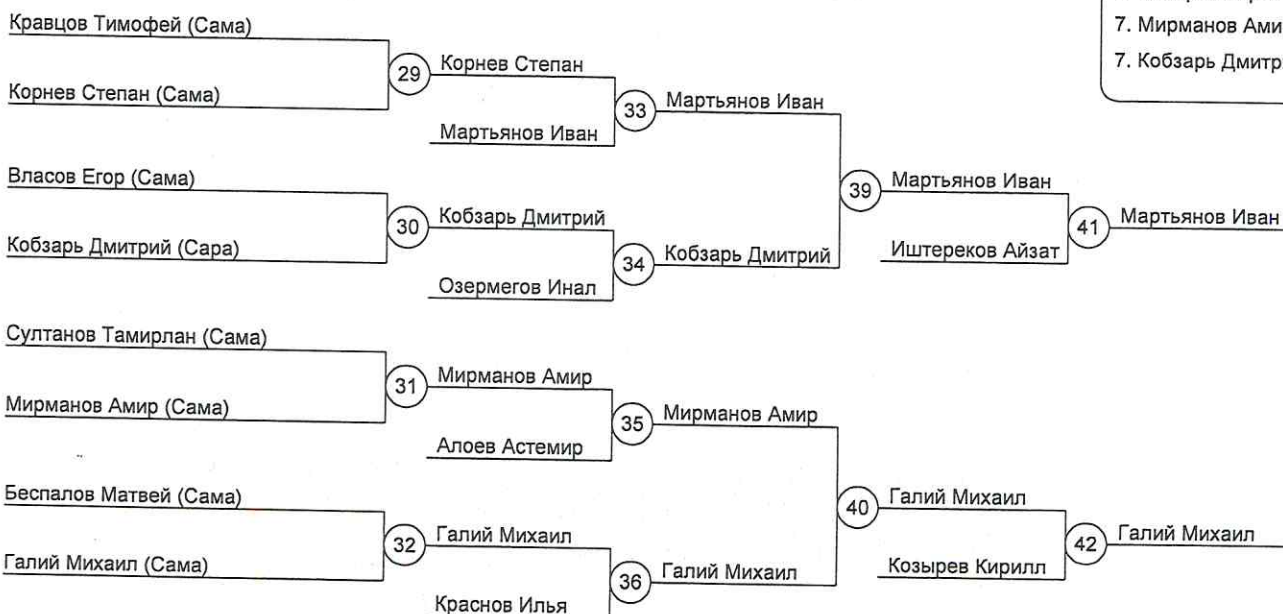 Кравцов Тимофей (Сама)
7. Мирманов Ами
29
Корнев Степан
7. Кобзарь Дмитр
Корнев Степан (Сама)
33
Мартьянов Иван
Мартьянов Иван
Власов Егор (Сама)
39
Мартьянов Иван
30
Кобзарь Дмитрий
41
Мартьянов Иван
Кобзарь Дмитрий (Сара)
34
Кобзарь Дмитрий
Иштереков Айзат
Озермегов Инал
Султанов Тамирлан (Сама)
31
Мирманов Амир
Мирманов Амир (Сама)
35
Мирманов Амир
Алоев Астемир
Беспалов Матвей (Сама)
40
Галий Михаил
32
Галий Михаил
42
Галий Михаил
Галий Михаил (Сама)
36
Галий Михаил
Козырев Кирилл
Краснов Илья